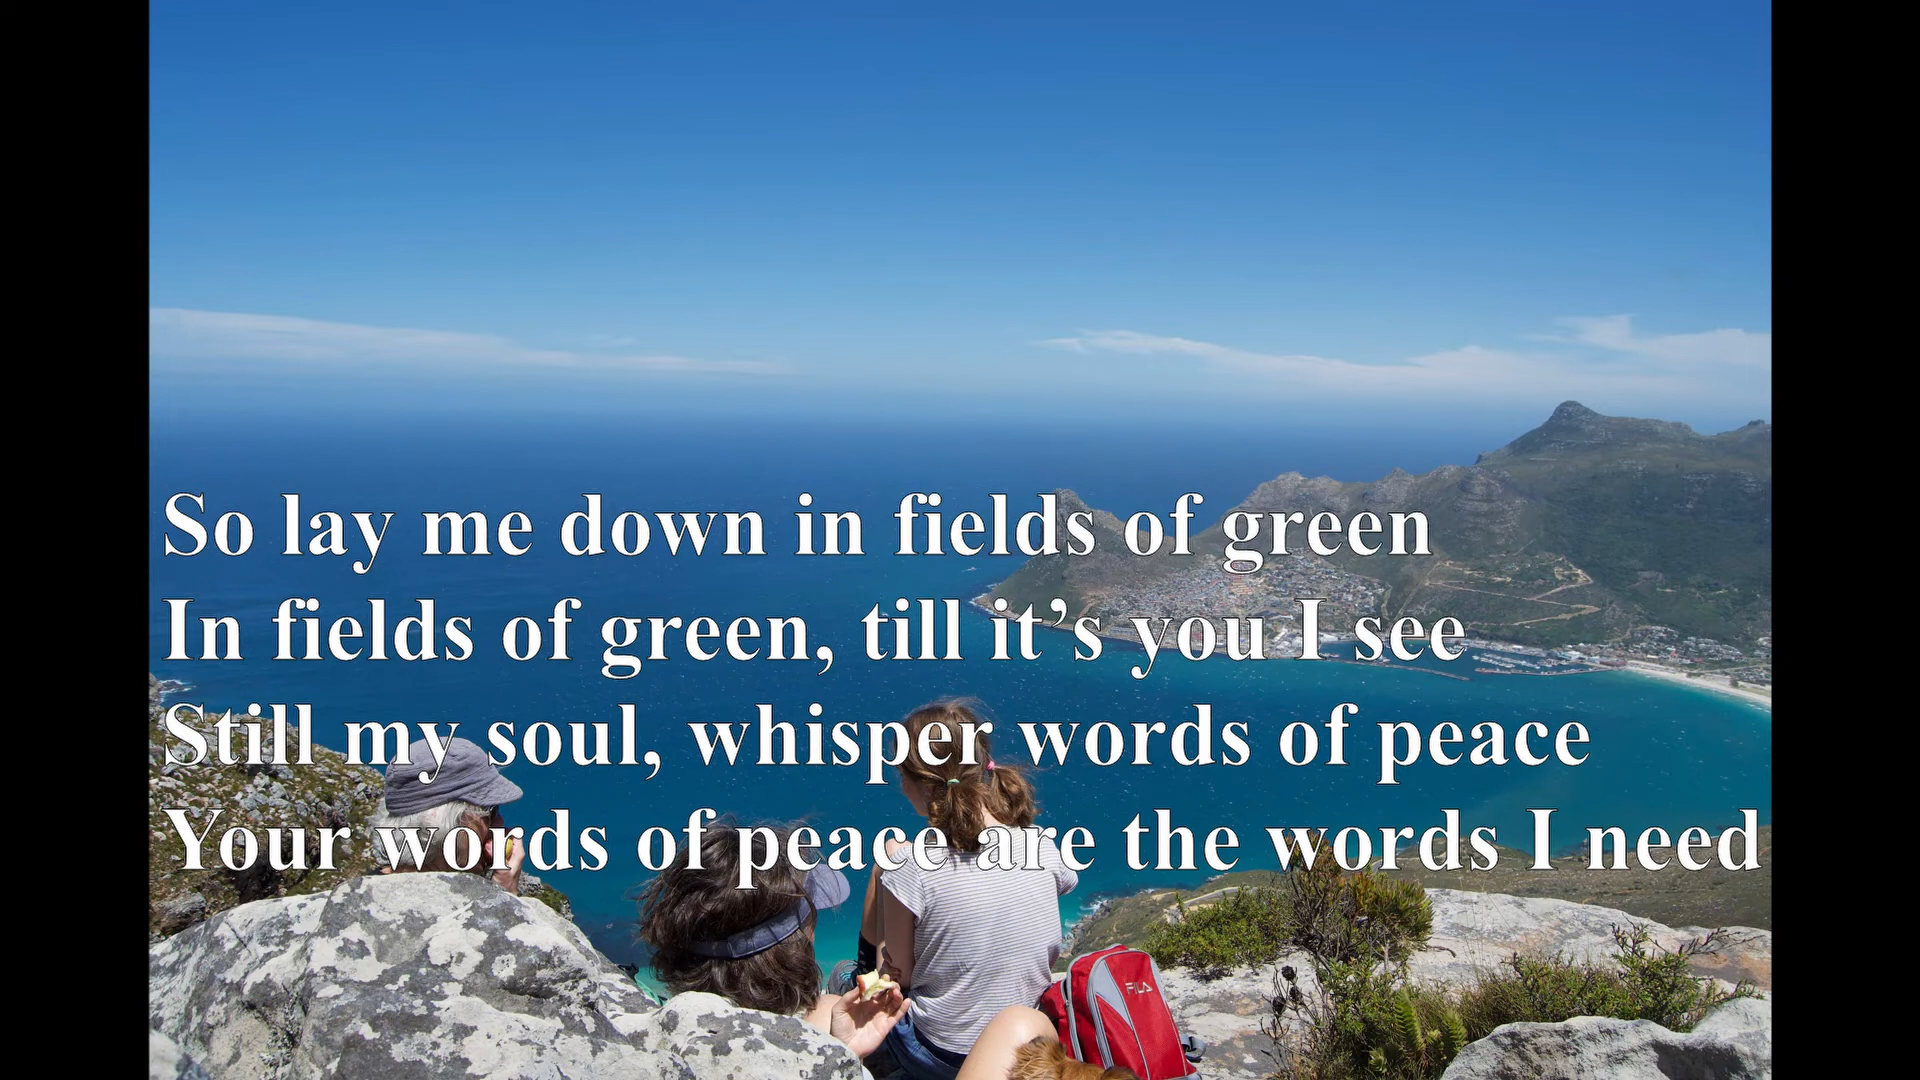 So lay me down in fields of green
In fields of green, till it’s you I see
Still my soul, whisper words of peace
Your words of peace are the words I need
FILA